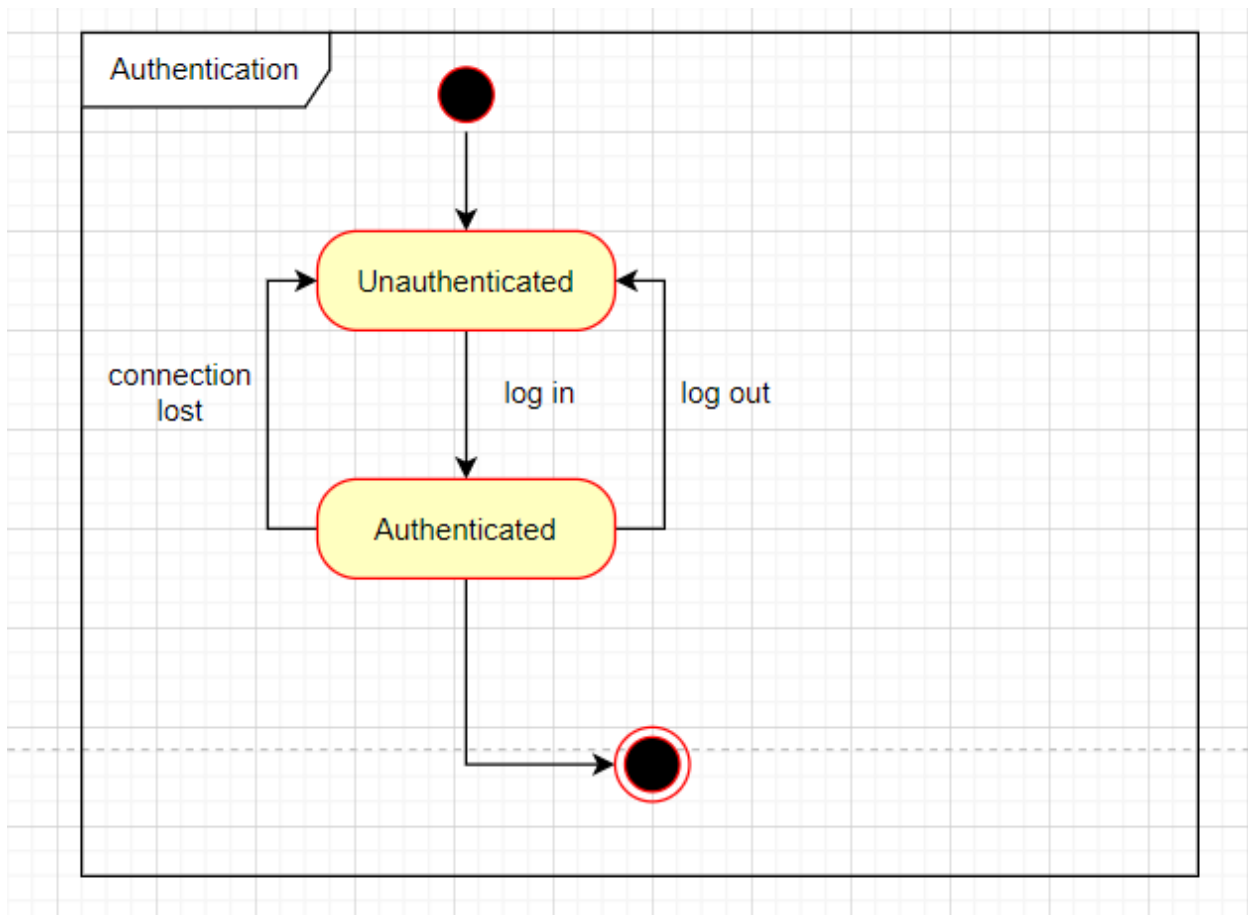 Authentication
Unauthenticated
connection
lost
log in
log out
Authenticated